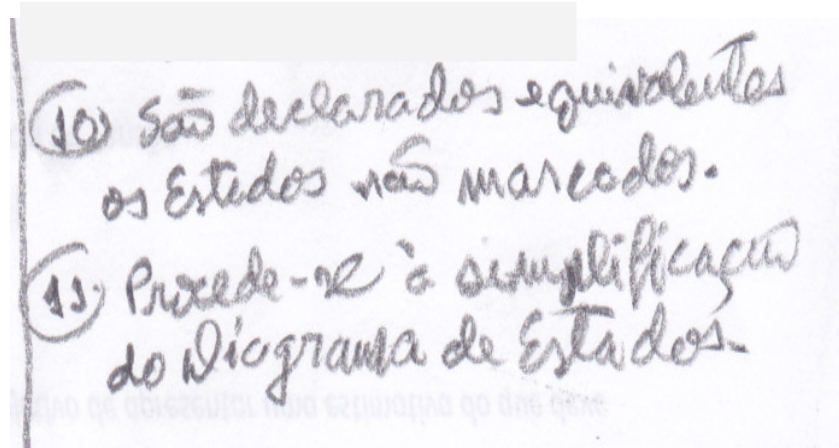 10) São declarados equivalentes
os Estados não marcados.
11) Procede-se à simplificação
do Diagrama de Estados.